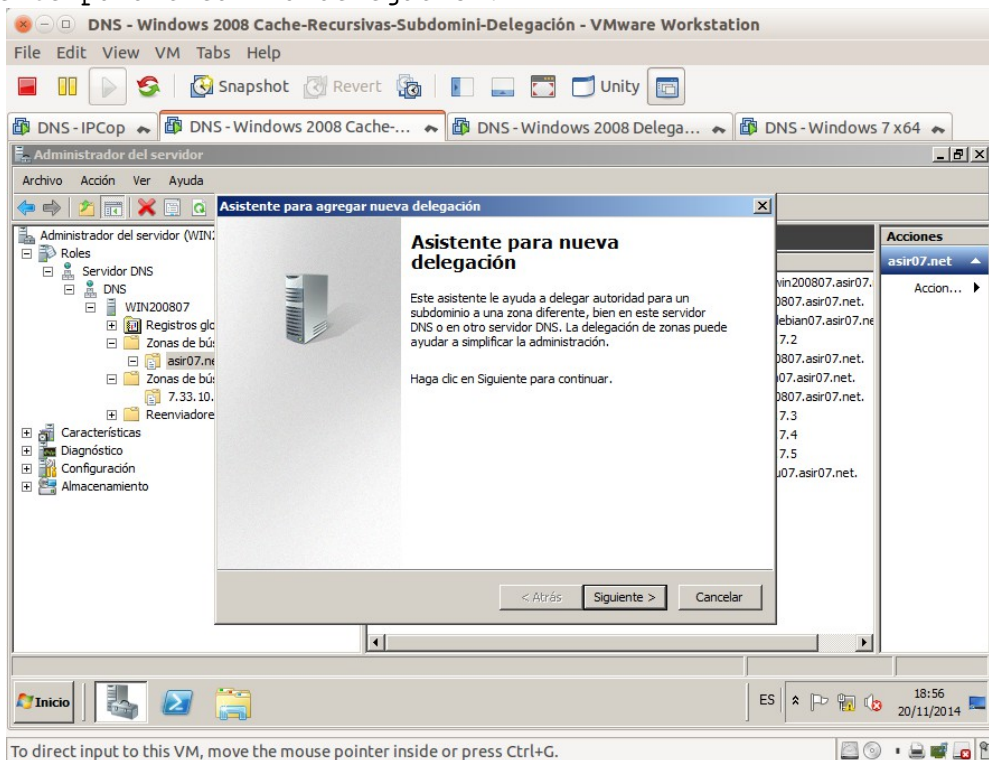 DNS - Windows 2008 Cache-Recursivas-Subdomini-Delegación - VMware Workstation
File Edit View VM Tabs Help
Snapshot Revert Unity
DNS - IPCop DNS - Windows 2008 Cache-... DNS - Windows 2008 Delega... DNS - Windows 7 x64
Administrador del servidor
Archivo Acción Ver Ayuda
Asistente para agregar nueva delegación
Administrador del servidor (WIN
Roles
Servidor DNS
DNS
WIN200807
Registros glo
Zonas de bú
asir07.ne
Zonas de bú
7.33.10.
Reenviadore
Características
Diagnóstico
Configuración
Almacenamiento
Asistente para nueva
delegación
Este asistente le ayuda a delegar autoridad para un
subdominio a una zona diferente, bien en este servidor
DNS o en otro servidor DNS. La delegación de zonas puede
ayudar a simplificar la administración.
Haga clic en Siguiente para continuar.
< Atrás Siguiente > Cancelar
win200807.asir07.
0807.asir07.net.
debian07.asir07.ne
7.2
0807.asir07.net.
07.asir07.net.
0807.asir07.net.
7.3
7.4
7.5
u07.asir07.net.
Acciones
asir07.net
Accion...
Inicio
ES
18:56
20/11/2014
To direct input to this VM, move the mouse pointer inside or press Ctrl+G.